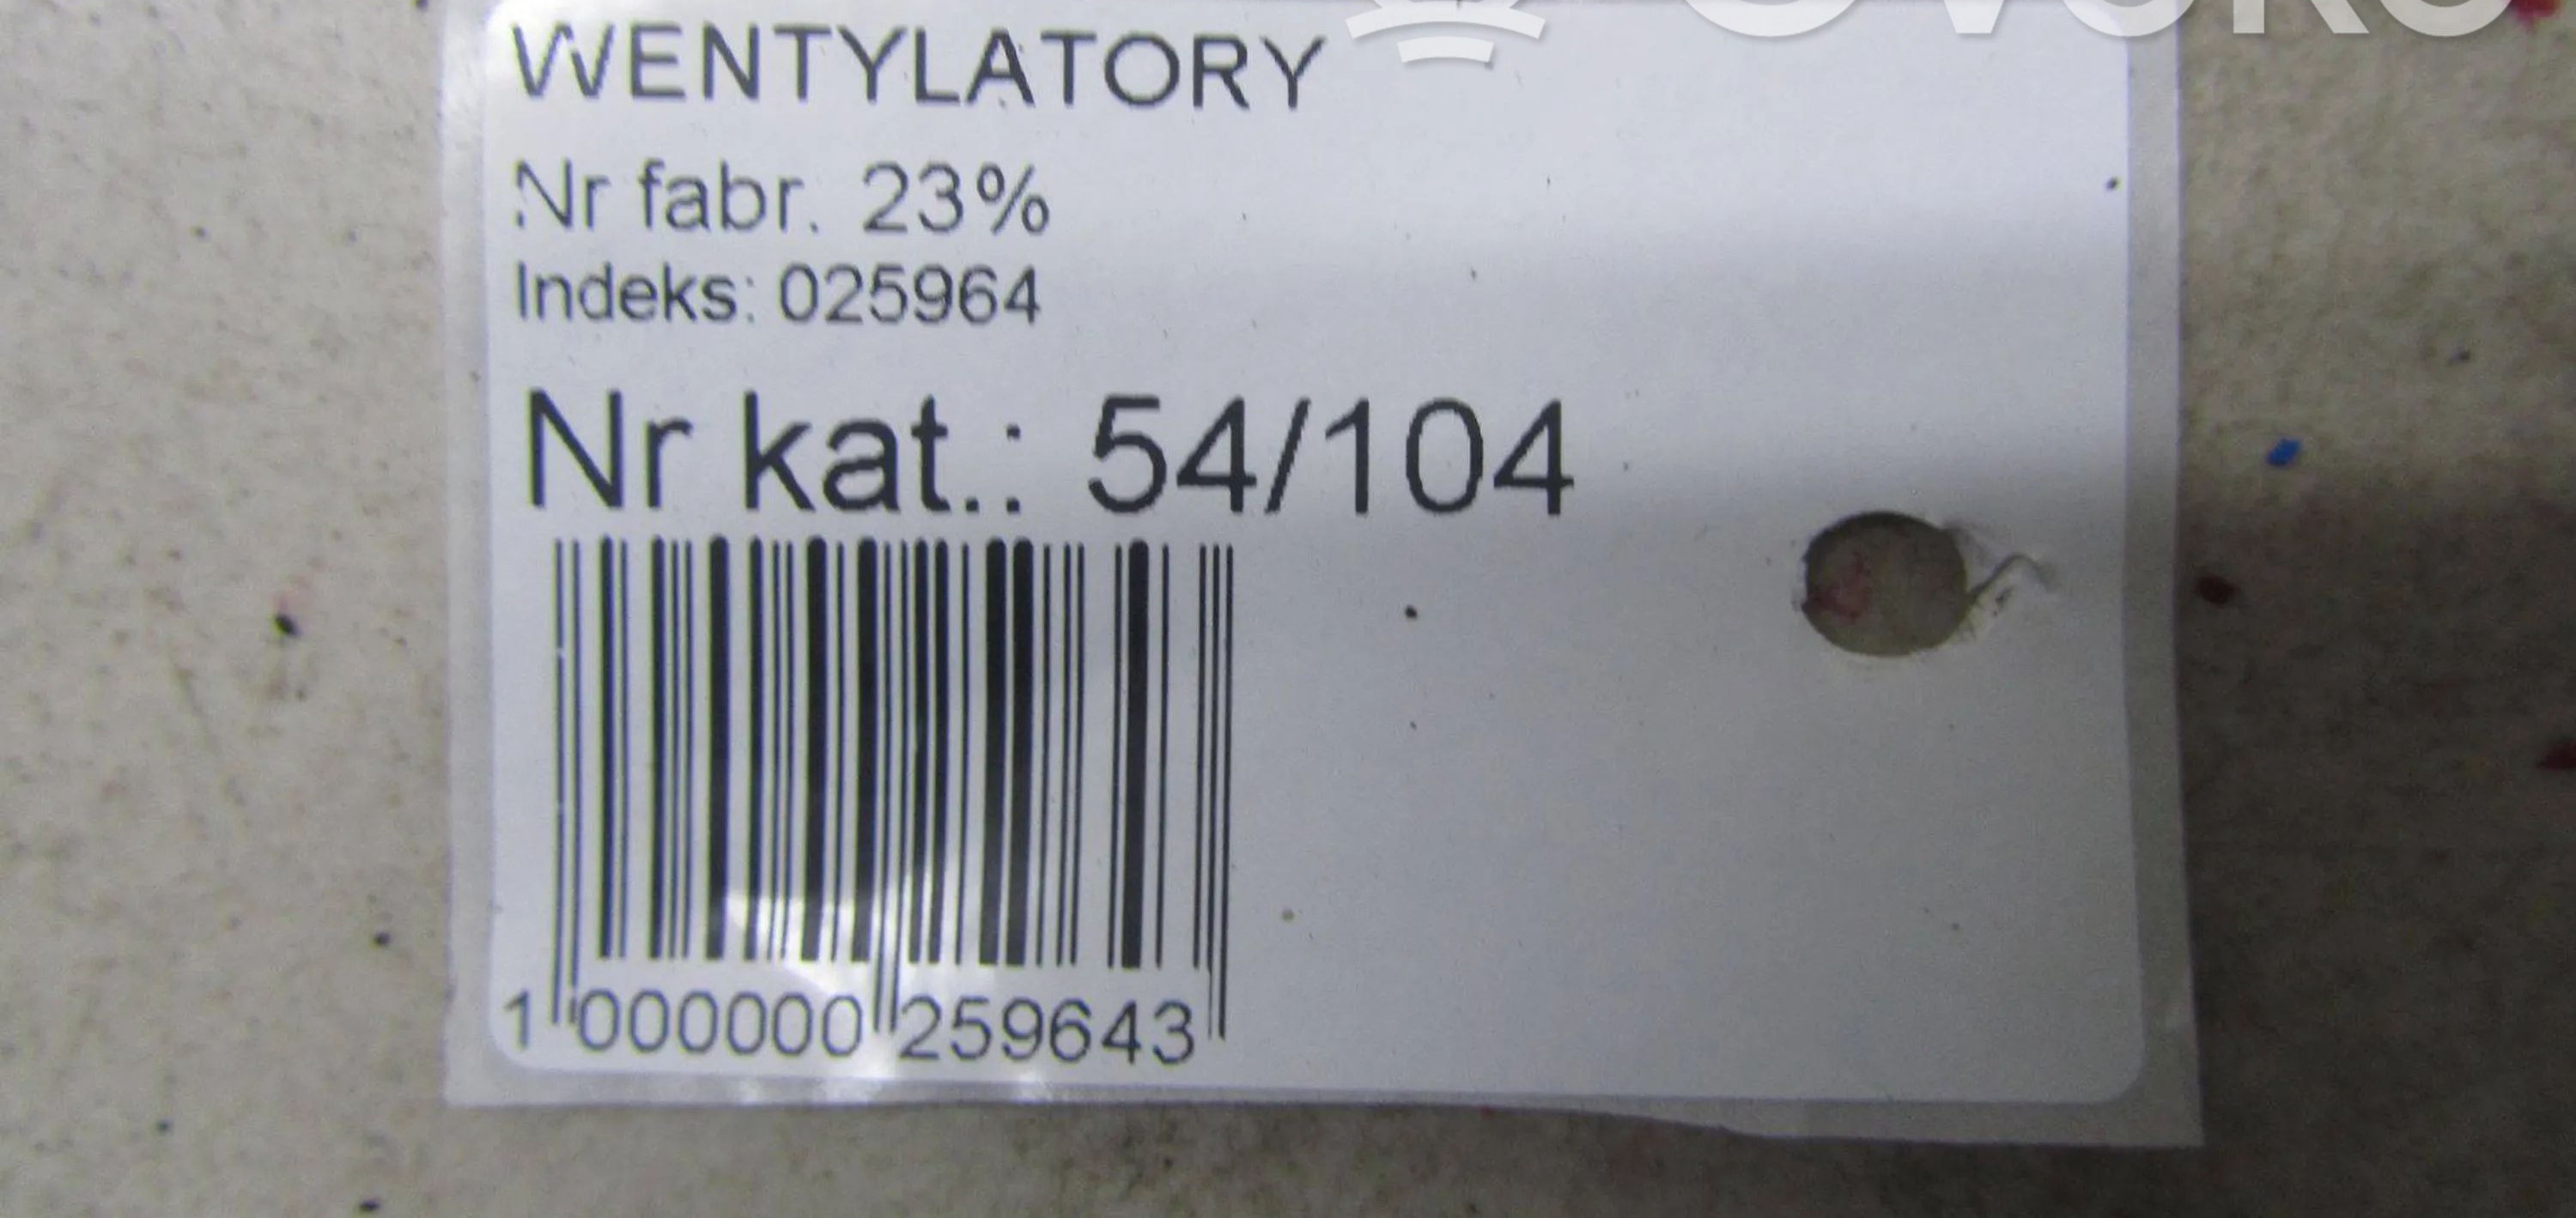 WENTYLATORY
Nr fabr. 23%
Indeks: 025964
Nr kat.: 54/104
1 000000 259643